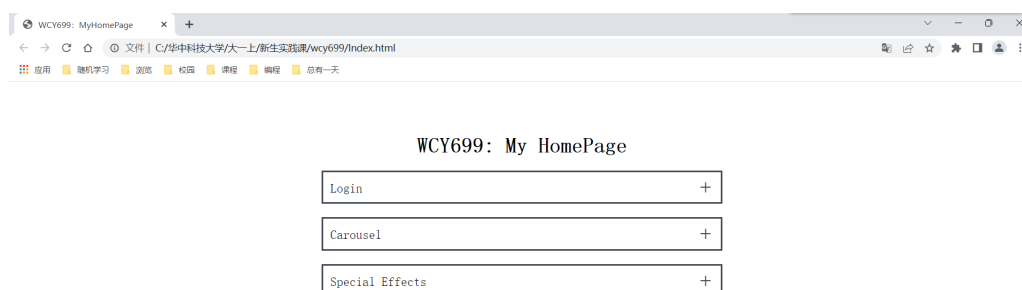 WCY699: MyHomePage
文件 | C:/华中科技大学/大一上/新生实践课/wcy699/Index.html
应用 随机学习 浏览 校园 课程 编程 总有一天
WCY699: My HomePage
Login
Carousel
Special Effects